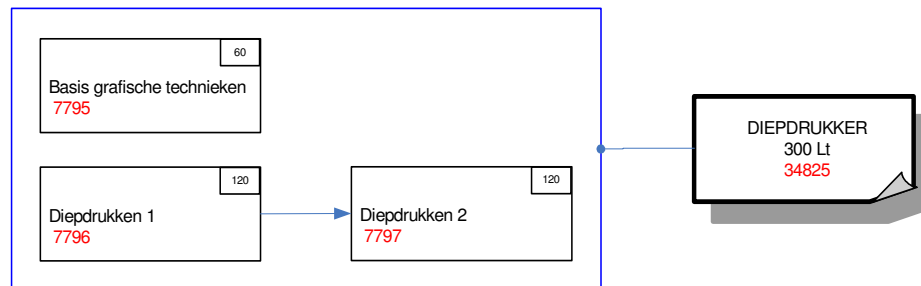 60
Basis grafische technieken
7795
120
Diepdrukken 1
7796
120
Diepdrukken 2
7797
DIEPDRUKKER
300 Lt
34825